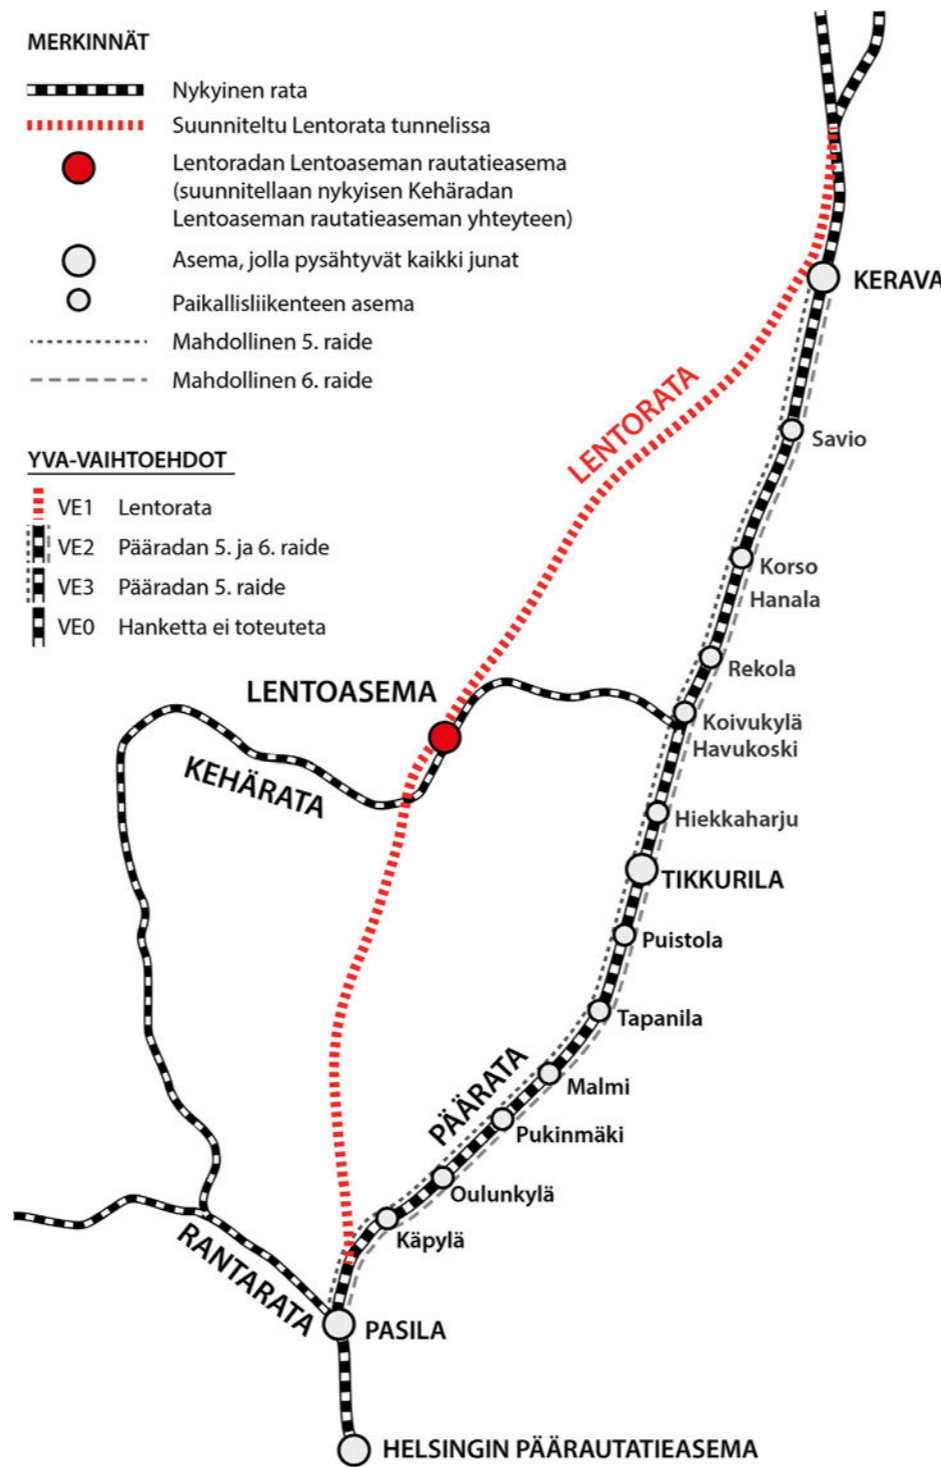 MERKINNÄT
Nykyinen rata
Suunniteltu Lentorata tunnelissa
Lentoradan Lentoaseman rautatieasema
(suunnitellaan nykyisen Kehäradan
Lentoaseman rautatieaseman yhteyteen)
Asema, jolla pysähtyvät kaikki junat
Paikallisliikenteen asema
Mahdollinen 5. raide
Mahdollinen 6. raide
YVA-VAIHTOEHDOT
VE1 Lentorata
VE2 Pääradan 5. ja 6. raide
VE3 Pääradan 5. raide
VE0 Hanketta ei toteuteta
KERAVA
LENTORATA
Savio
Korso
Hanala
Rekola
LENTOASEMA
Koivukylä
Havukoski
KEHÄRATA
Hiekkaharju
TIKKURILA
Puistola
Tapanila
PÄÄRATA
Malmi
Pukinmäki
Oulunkylä
Käpylä
RANTARATA
PASILA
HELSINGIN PÄÄRAUTATIEASEMA